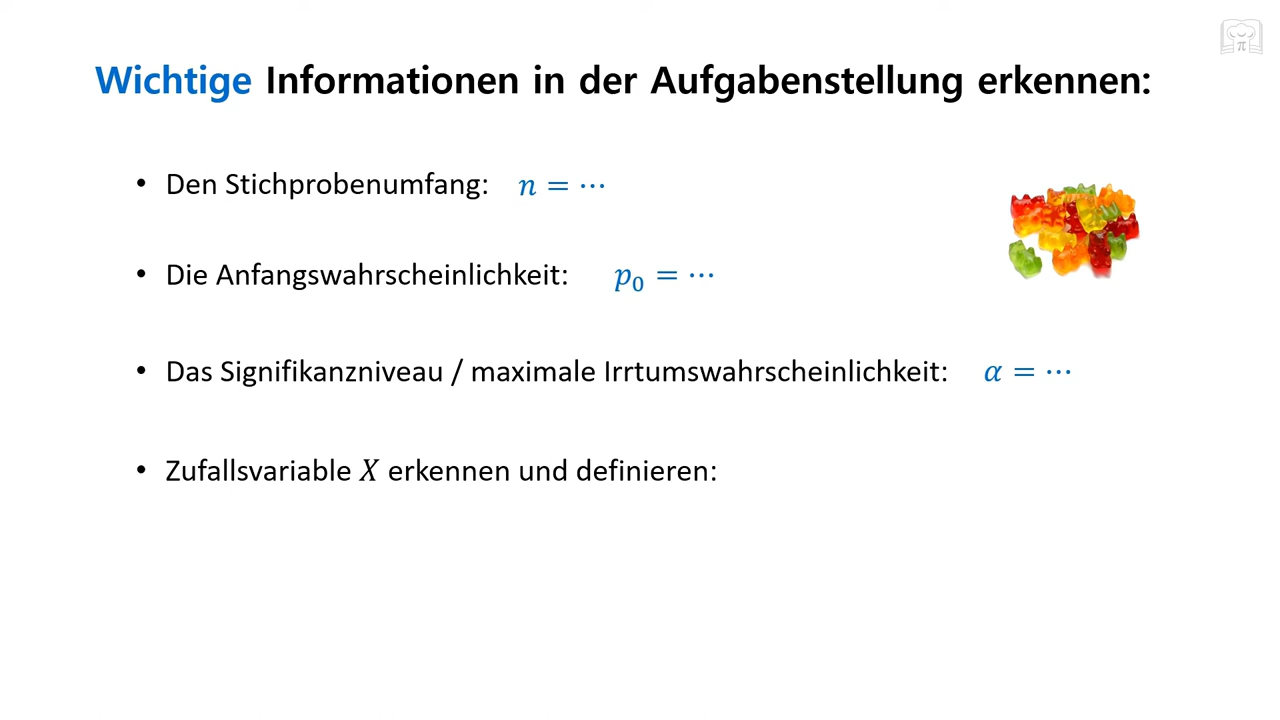 Wichtige Informationen in der Aufgabenstellung erkennen:
• Den Stichprobenumfang: n = ⋯
• Die Anfangswahrscheinlichkeit: p₀ = ⋯
• Das Signifikanzniveau / maximale Irrtumswahrscheinlichkeit: α = ⋯
• Zufallsvariable X erkennen und definieren:
π